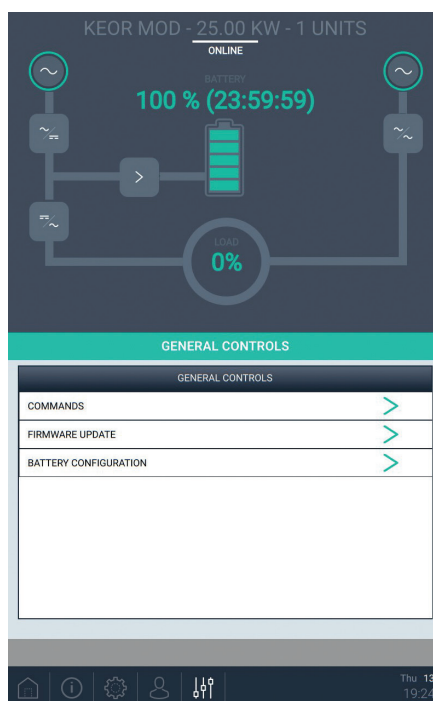 KEOR MOD - 25.00 KW - 1 UNITS
ONLINE
BATTERY
100 % (23:59:59)
LOAD
0%
GENERAL CONTROLS
GENERAL CONTROLS
COMMANDS
FIRMWARE UPDATE
BATTERY CONFIGURATION
Thu 13
19:24